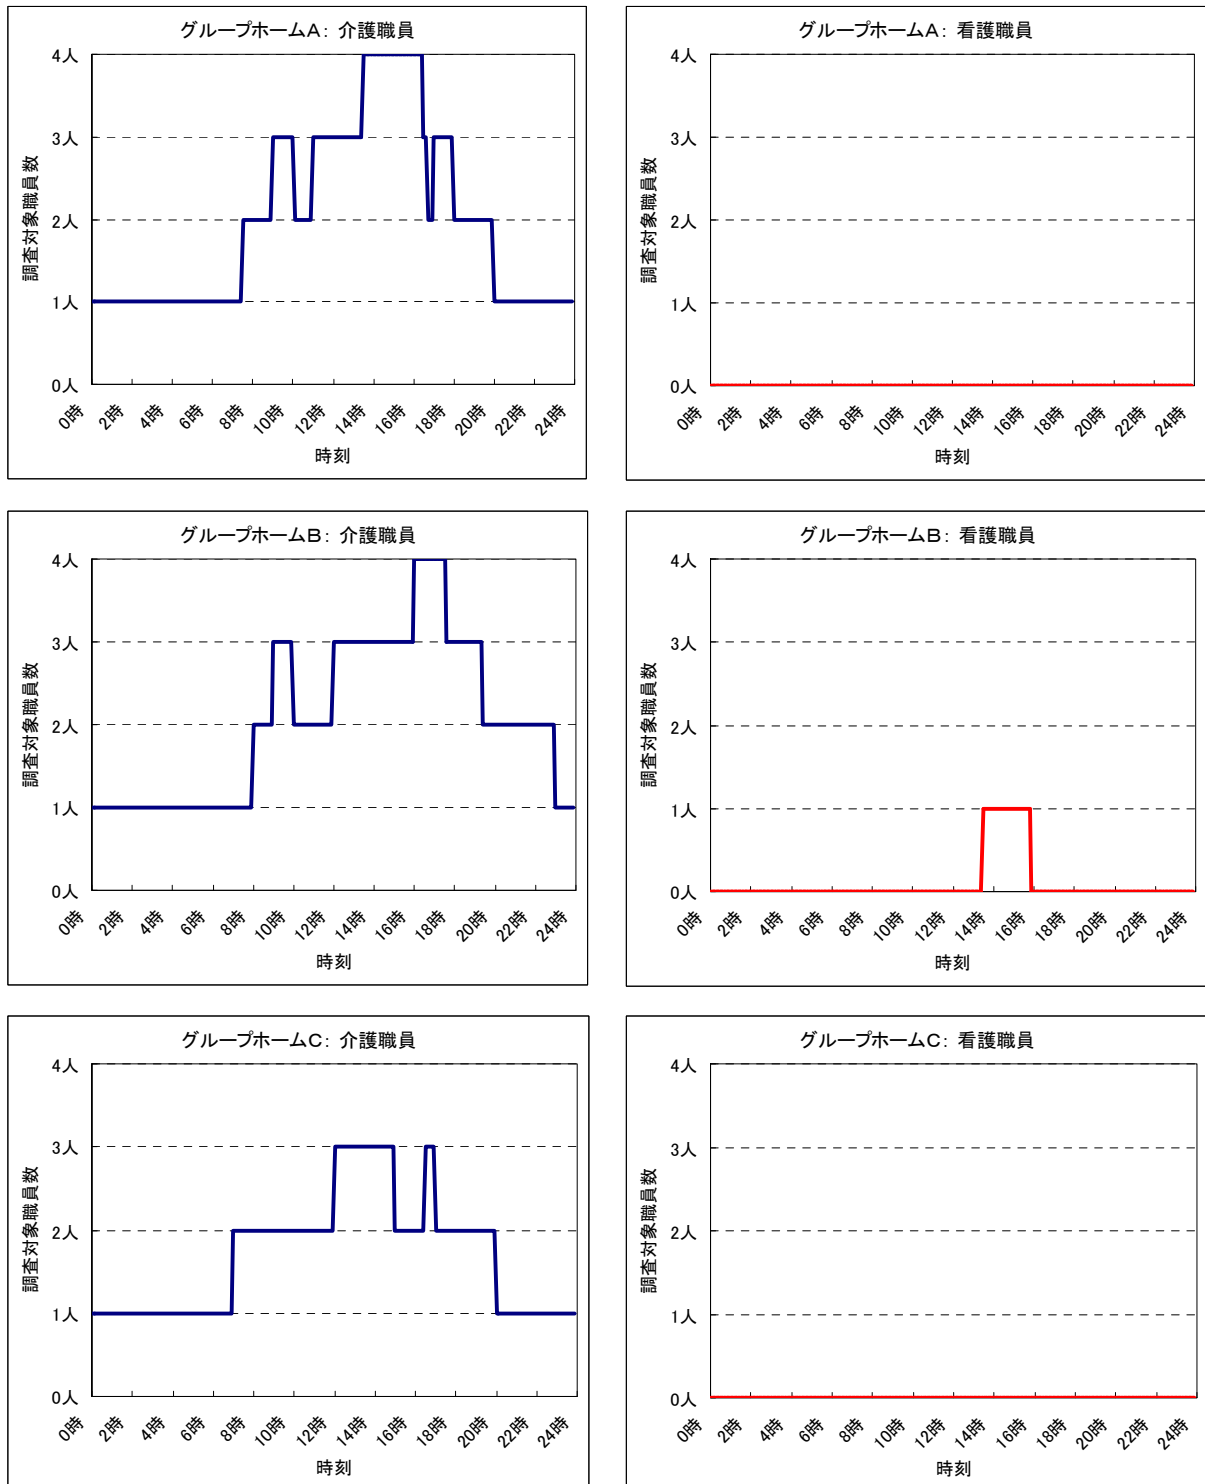 グループホームA: 介護職員
4人
3人
2人
1人
0人
調査対象職員数
0時
2時
4時
6時
8時
10時
12時
14時
16時
18時
20時
22時
24時
時刻
グループホームA: 看護職員
4人
3人
2人
1人
0人
調査対象職員数
0時
2時
4時
6時
8時
10時
12時
14時
16時
18時
20時
22時
24時
時刻
グループホームB: 介護職員
4人
3人
2人
1人
0人
調査対象職員数
0時
2時
4時
6時
8時
10時
12時
14時
16時
18時
20時
22時
24時
時刻
グループホームB: 看護職員
4人
3人
2人
1人
0人
調査対象職員数
0時
2時
4時
6時
8時
10時
12時
14時
16時
18時
20時
22時
24時
時刻
グループホームC: 介護職員
4人
3人
2人
1人
0人
調査対象職員数
0時
2時
4時
6時
8時
10時
12時
14時
16時
18時
20時
22時
24時
時刻
グループホームC: 看護職員
4人
3人
2人
1人
0人
調査対象職員数
0時
2時
4時
6時
8時
10時
12時
14時
16時
18時
20時
22時
24時
時刻